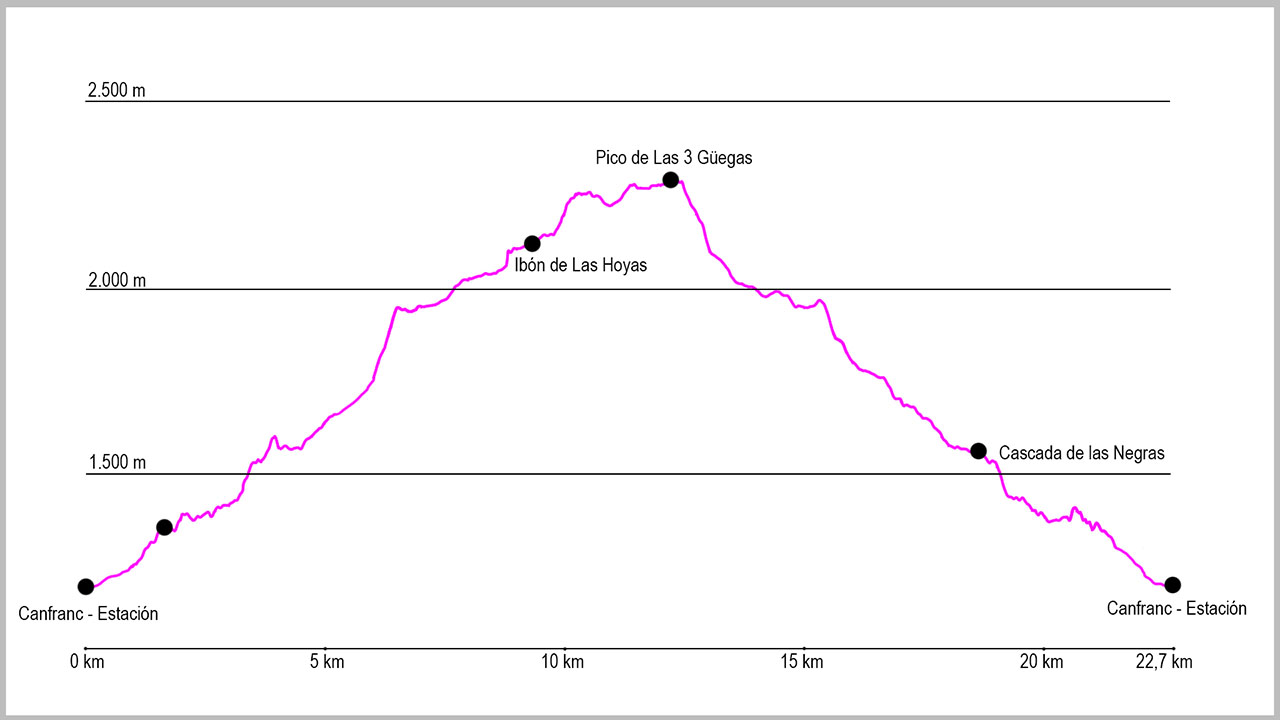 2.500 m
Pico de Las 3 Güegas
Ibón de Las Hoyas
2.000 m
1.500 m
Cascada de las Negras
Canfranc - Estación
Canfranc - Estación
0 km
5 km
10 km
15 km
20 km
22,7 km